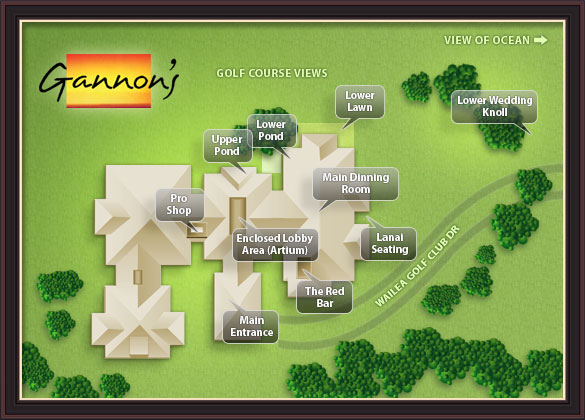 VIEW OF OCEAN
Gannon's
GOLF COURSE VIEWS
Lower
Lawn
Lower Wedding
Knoll
Lower
Pond
Upper
Pond
Main Dinning
Room
Pro
Shop
Enclosed Lobby
Area (Artium)
Lanai
Seating
WAILEA GOLF CLUB DR
The Red
Bar
Main
Entrance